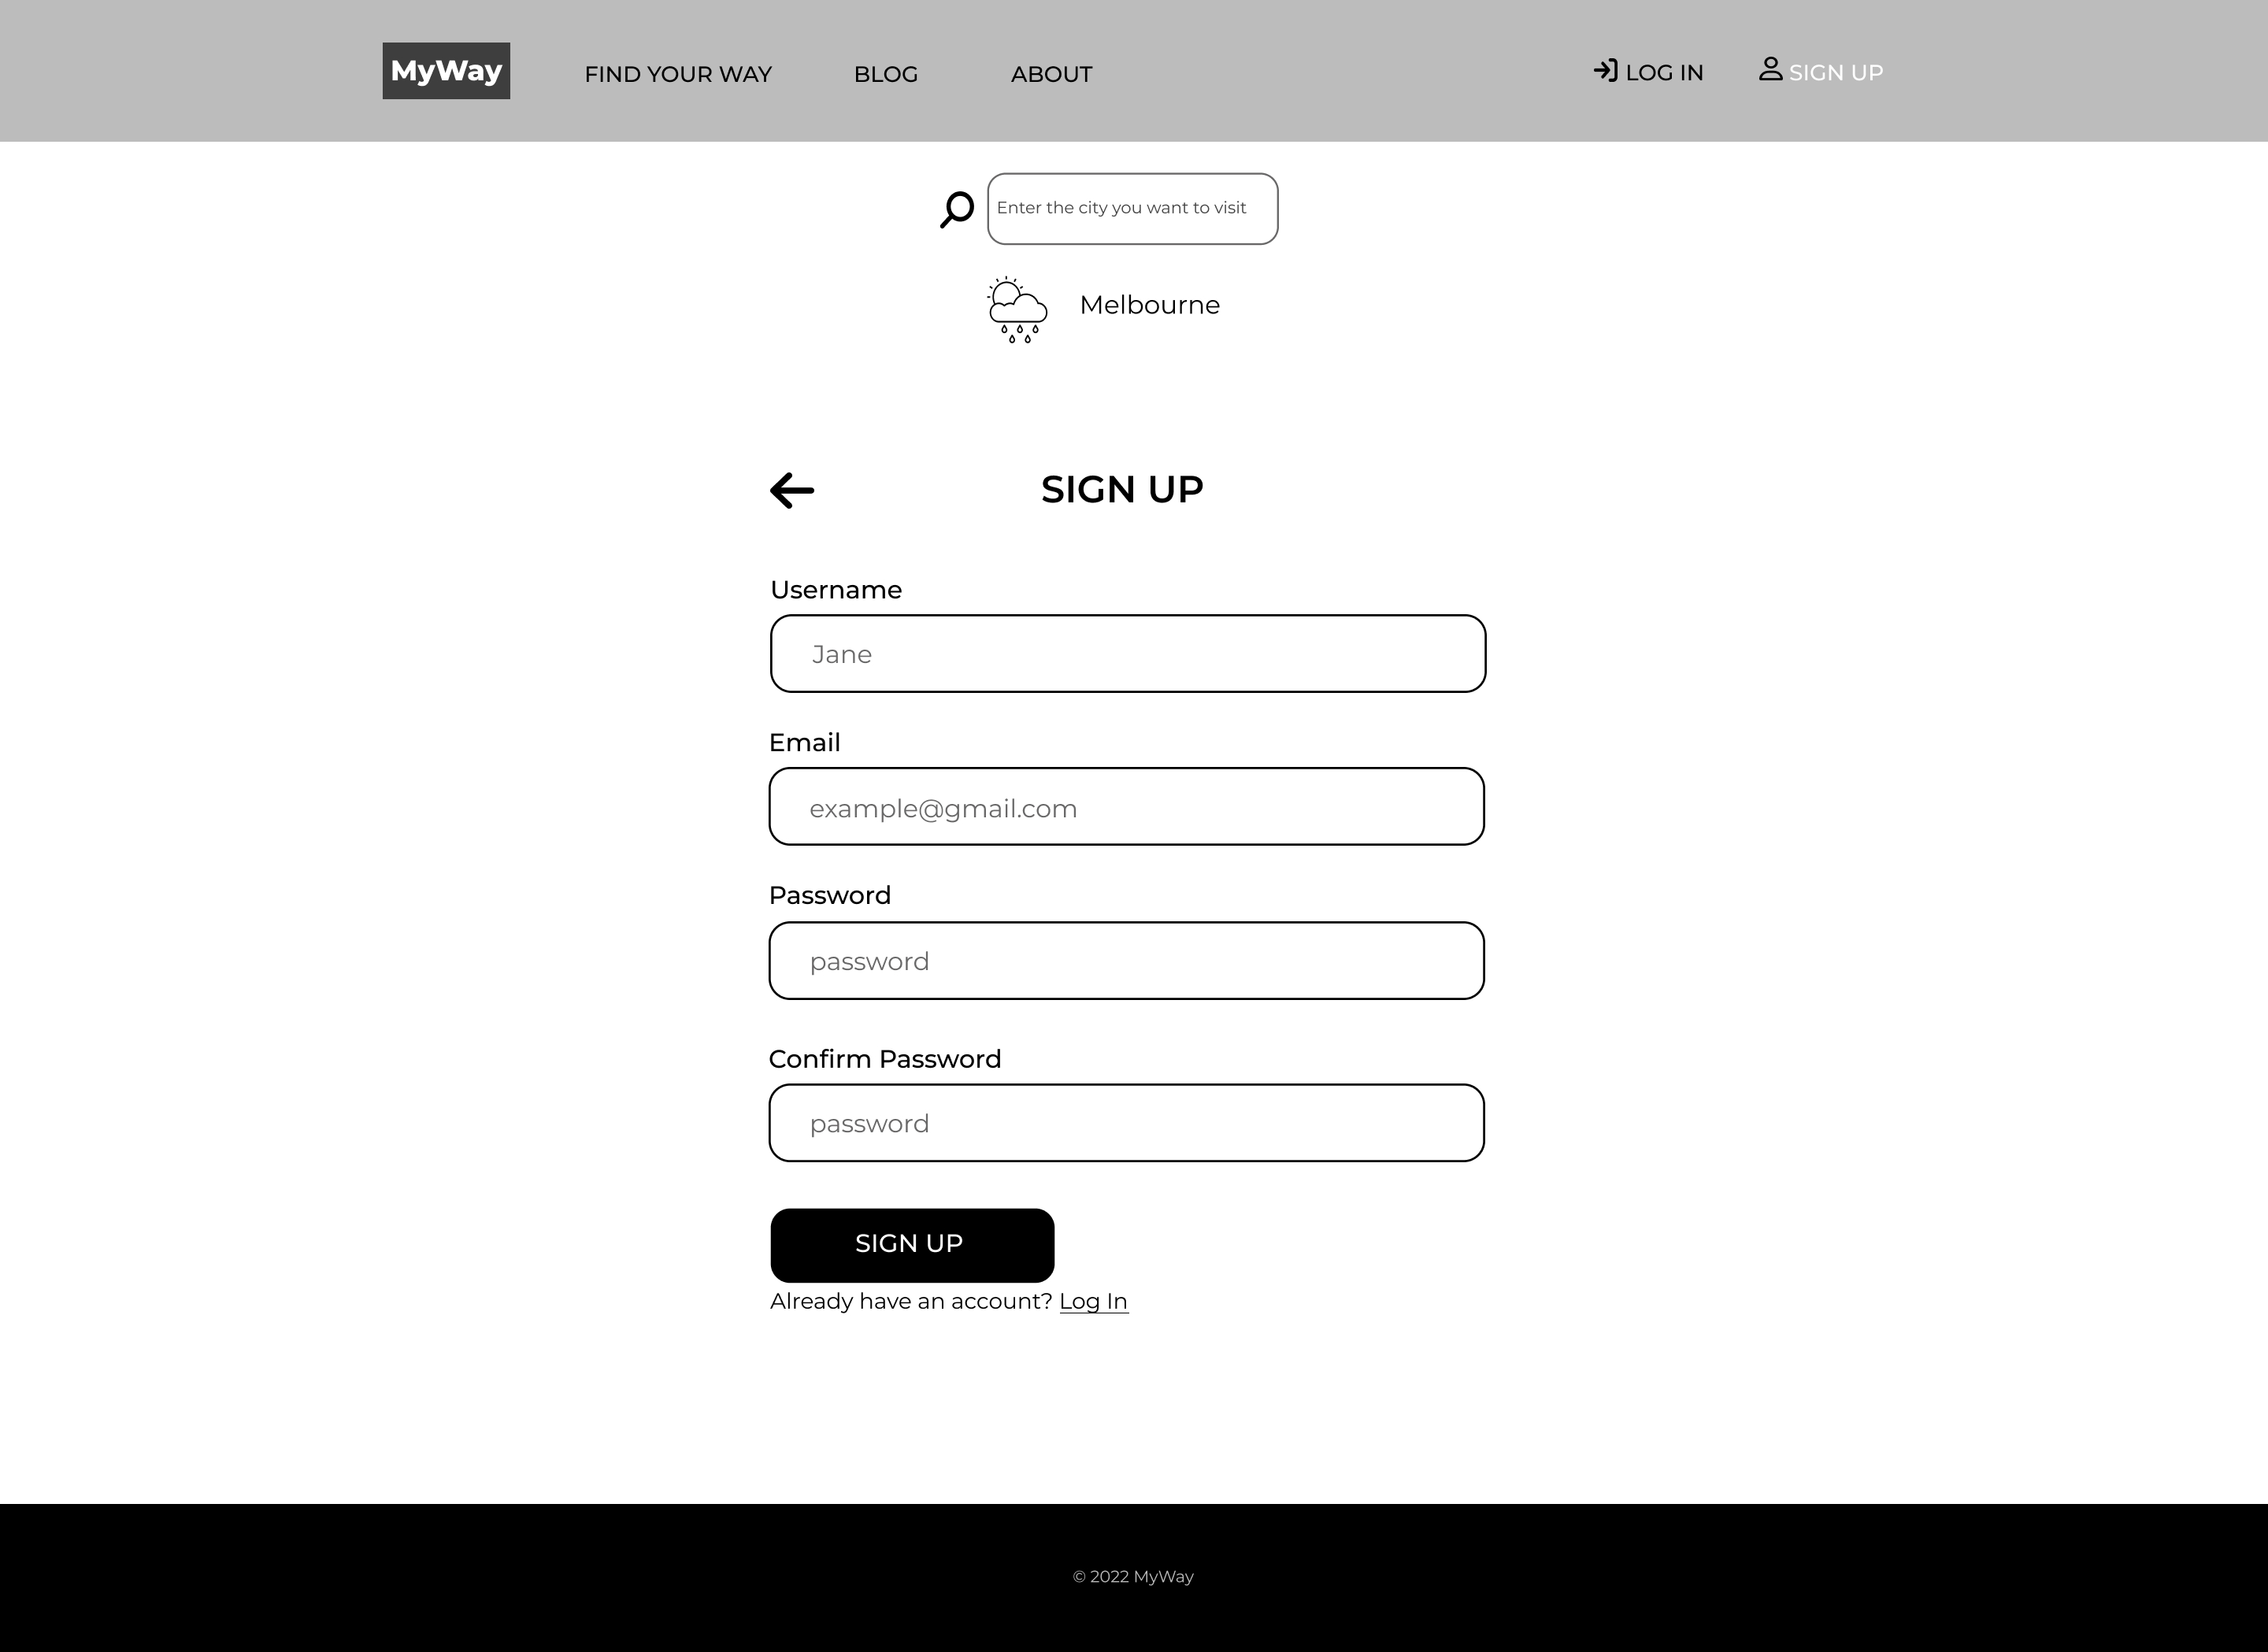 MyWay
FIND YOUR WAY
BLOG
ABOUT
LOG IN
SIGN UP
Enter the city you want to visit
Melbourne
SIGN UP
Username
Jane
Email
example@gmail.com
Password
password
Confirm Password
password
SIGN UP
Already have an account? Log In
© 2022 MyWay